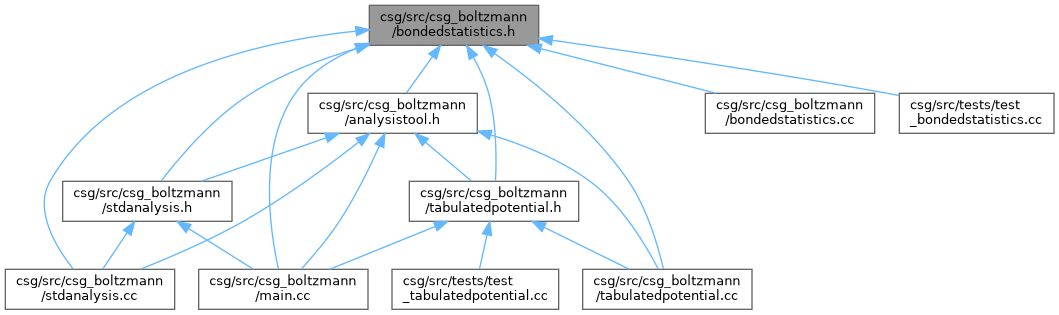 csg/src/csg_boltzmann
/bondedstatistics.h
csg/src/csg_boltzmann
/analysistool.h
csg/src/csg_boltzmann
/bondedstatistics.cc
csg/src/tests/test
_bondedstatistics.cc
csg/src/csg_boltzmann
/stdanalysis.h
csg/src/csg_boltzmann
/tabulatedpotential.h
csg/src/csg_boltzmann
/stdanalysis.cc
csg/src/csg_boltzmann
/main.cc
csg/src/tests/test
_tabulatedpotential.cc
csg/src/csg_boltzmann
/tabulatedpotential.cc